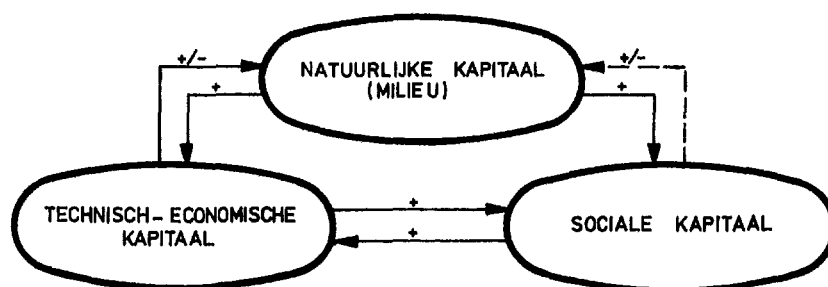 +/-
NATUURLIJKE KAPITAAL
(MILIEU)
+/-
+
+
TECHNISCH-ECONOMISCHE
KAPITAAL
+
+
SOCIALE KAPITAAL